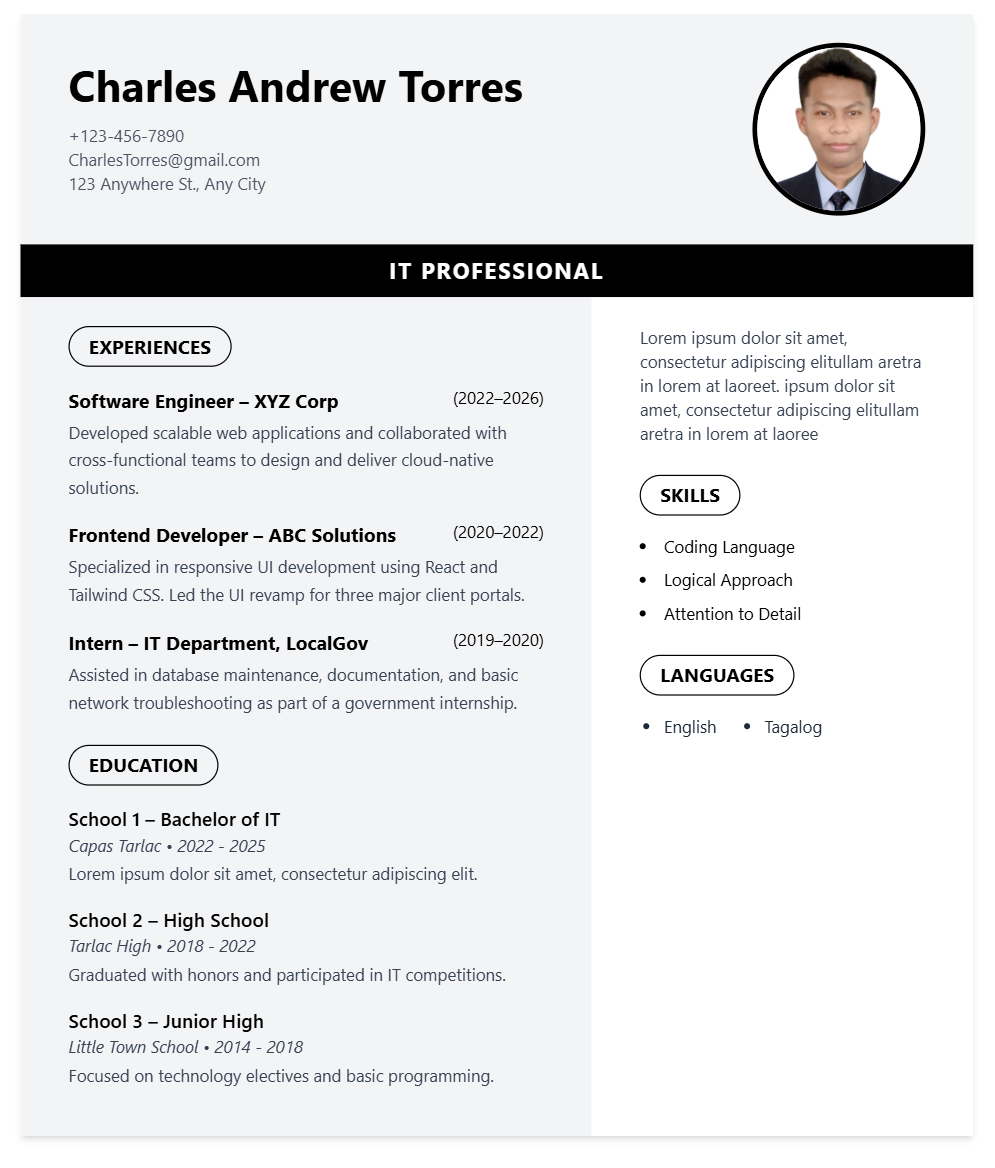 Charles Andrew Torres
+123-456-7890
CharlesTorres@gmail.com
123 Anywhere St., Any City
IT PROFESSIONAL
EXPERIENCES
Software Engineer – XYZ Corp (2022–2026)
Developed scalable web applications and collaborated with
cross-functional teams to design and deliver cloud-native
solutions.
Frontend Developer – ABC Solutions (2020–2022)
Specialized in responsive UI development using React and
Tailwind CSS. Led the UI revamp for three major client portals.
Intern – IT Department, LocalGov (2019–2020)
Assisted in database maintenance, documentation, and basic
network troubleshooting as part of a government internship.
EDUCATION
School 1 – Bachelor of IT
Capas Tarlac • 2022 - 2025
Lorem ipsum dolor sit amet, consectetur adipiscing elit.
School 2 – High School
Tarlac High • 2018 - 2022
Graduated with honors and participated in IT competitions.
School 3 – Junior High
Little Town School • 2014 - 2018
Focused on technology electives and basic programming.
Lorem ipsum dolor sit amet,
consectetur adipiscing elitullam aretra
in lorem at laoreet. ipsum dolor sit
amet, consectetur adipiscing elitullam
aretra in lorem at laoree
SKILLS
• Coding Language
• Logical Approach
• Attention to Detail
LANGUAGES
• English • Tagalog